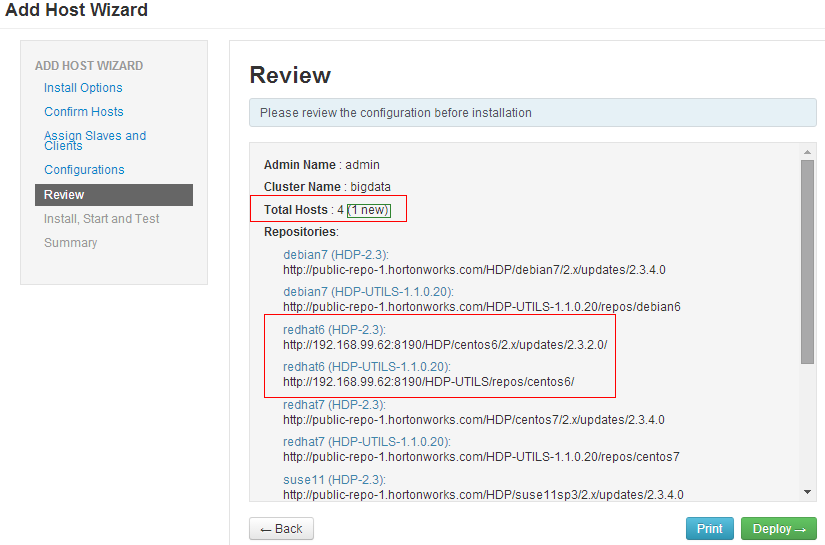 Add Host Wizard
ADD HOST WIZARD
Install Options
Confirm Hosts
Assign Slaves and
Clients
Configurations
Review
Install, Start and Test
Summary
Review
Please review the configuration before installation
Admin Name : admin
Cluster Name : bigdata
Total Hosts : 4 (1 new)
Repositories:
debian7 (HDP-2.3):
http://public-repo-1.hortonworks.com/HDP/debian7/2.x/updates/2.3.4.0
debian7 (HDP-UTILS-1.1.0.20):
http://public-repo-1.hortonworks.com/HDP-UTILS-1.1.0.20/repos/debian6
redhat6 (HDP-2.3):
http://192.168.99.62:8190/HDP/centos6/2.x/updates/2.3.2.0/
redhat6 (HDP-UTILS-1.1.0.20):
http://192.168.99.62:8190/HDP-UTILS/repos/centos6/
redhat7 (HDP-2.3):
http://public-repo-1.hortonworks.com/HDP/centos7/2.x/updates/2.3.4.0
redhat7 (HDP-UTILS-1.1.0.20):
http://public-repo-1.hortonworks.com/HDP-UTILS-1.1.0.20/repos/centos7
suse11 (HDP-2.3):
http://public-repo-1.hortonworks.com/HDP/suse11sp3/2.x/updates/2.3.4.0
← Back
Print
Deploy →